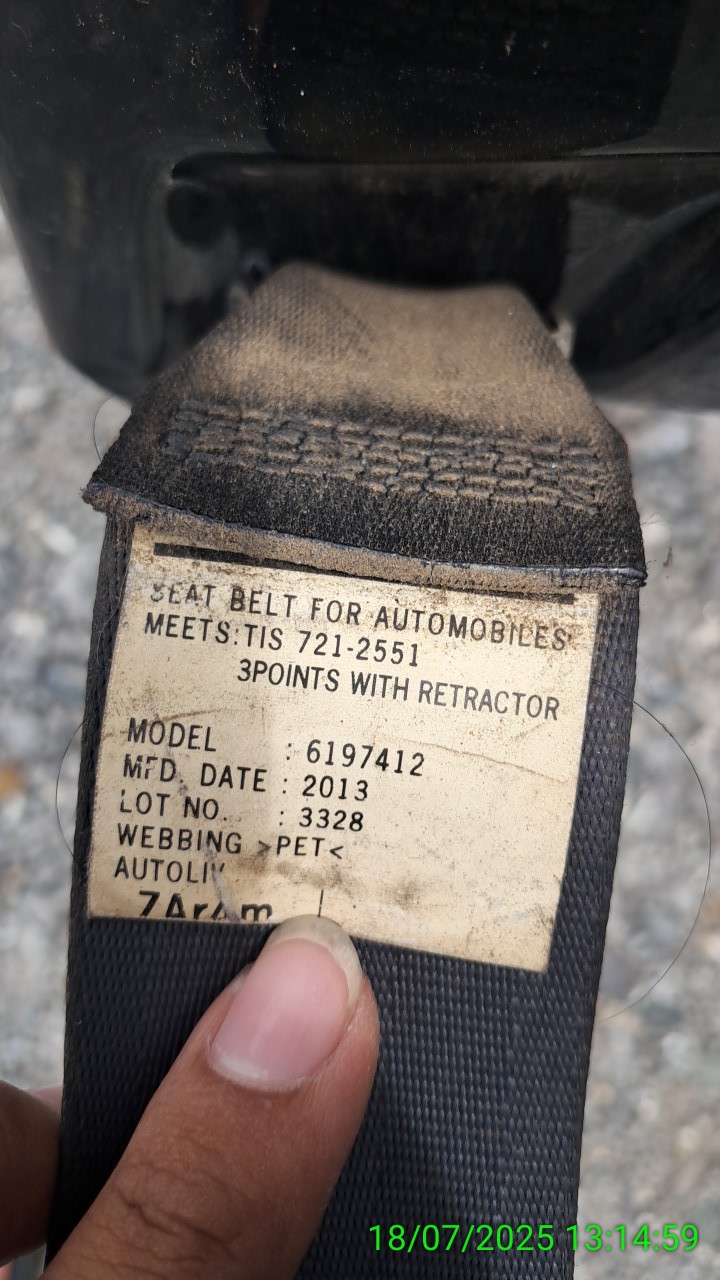 SEAT BELT FOR AUTOMOBILES
MEETS:TIS 721-2551
3POINTS WITH RETRACTOR
MODEL : 6197412
MFD. DATE : 2013
LOT NO. : 3328
WEBBING >PET<
AUTOLIV
18/07/2025 13:14:59